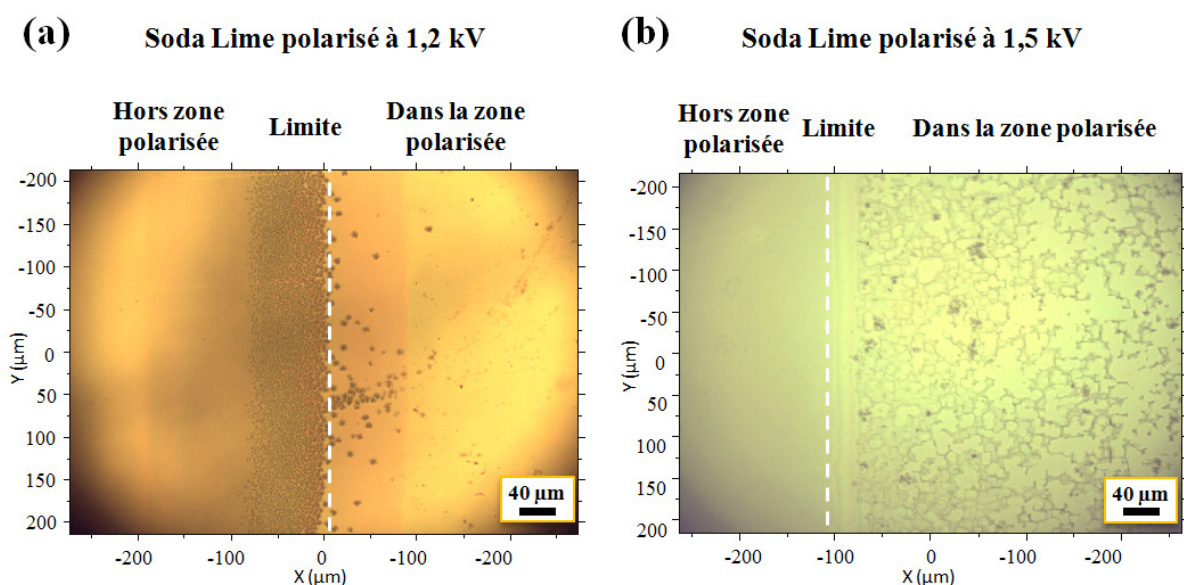 (a)
Soda Lime polarisé à 1,2 kV
Hors zone
polarisée
Limite
Dans la zone
polarisée
-200
-150
-100
-50
0
50
100
150
200
Y (µm)
40 µm
-200
-100
0
-100
-200
X (µm)
(b)
Soda Lime polarisé à 1,5 kV
Hors zone
polarisée
Limite
Dans la zone polarisée
-200
-150
-100
-50
0
50
100
150
200
Y (µm)
40 µm
-200
-100
0
-100
-200
X (µm)